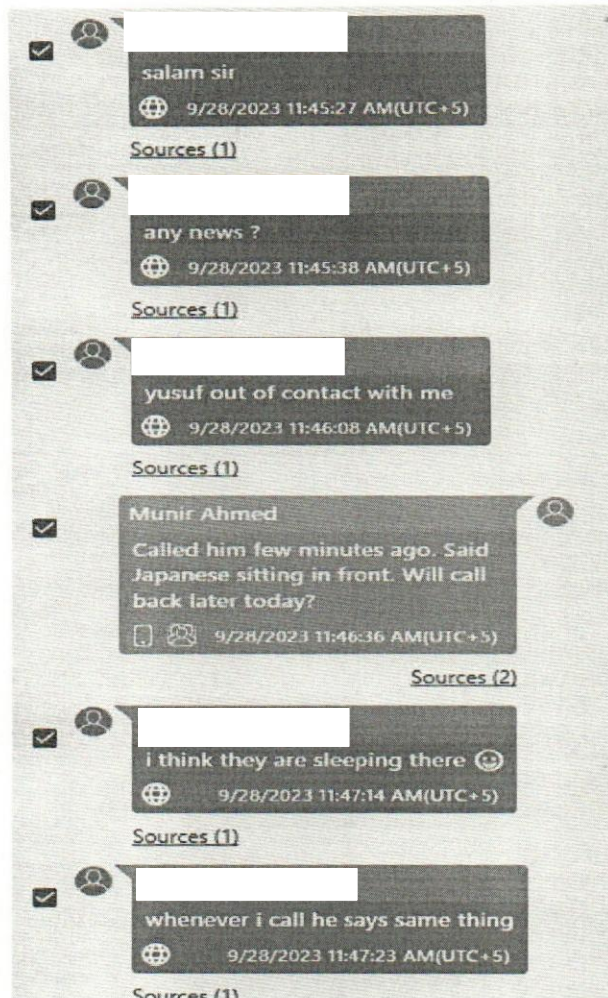 salam sir
9/28/2023 11:45:27 AM(UTC+5)
Sources (1)
any news ?
9/28/2023 11:45:38 AM(UTC+5)
Sources (1)
yusuf out of contact with me
9/28/2023 11:46:08 AM(UTC+5)
Sources (1)
Munir Ahmed
Called him few minutes ago. Said
Japanese sitting in front. Will call
back later today?
9/28/2023 11:46:36 AM(UTC+5)
Sources (2)
i think they are sleeping there 😀
9/28/2023 11:47:14 AM(UTC+5)
Sources (1)
whenever i call he says same thing
9/28/2023 11:47:23 AM(UTC+5)
Sources (1)